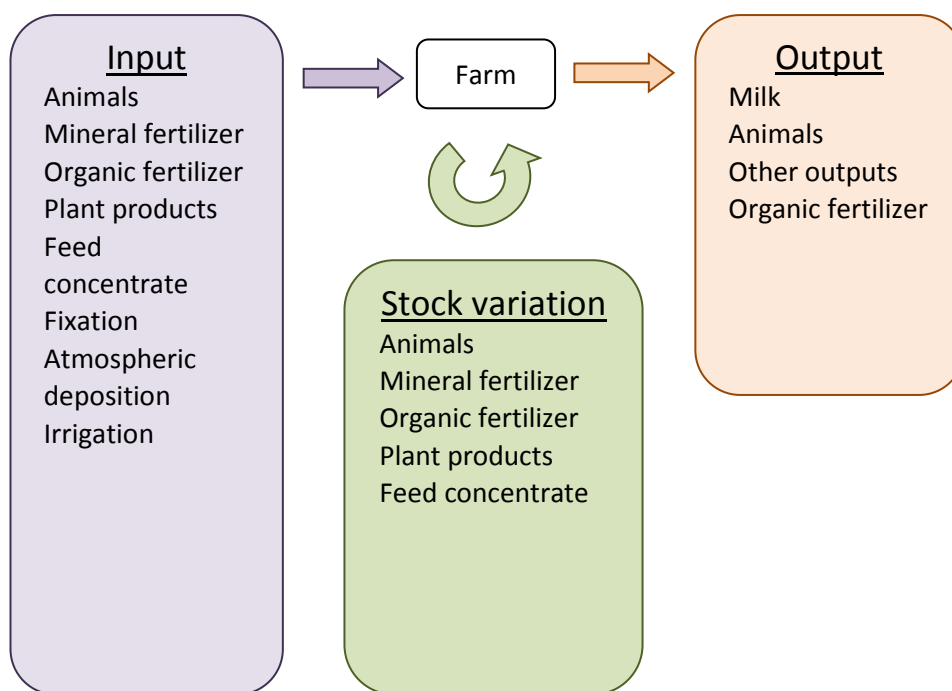 Input
Animals
Mineral fertilizer
Organic fertilizer
Plant products
Feed
concentrate
Fixation
Atmospheric
deposition
Irrigation
Farm
Stock variation
Animals
Mineral fertilizer
Organic fertilizer
Plant products
Feed concentrate
Output
Milk
Animals
Other outputs
Organic fertilizer